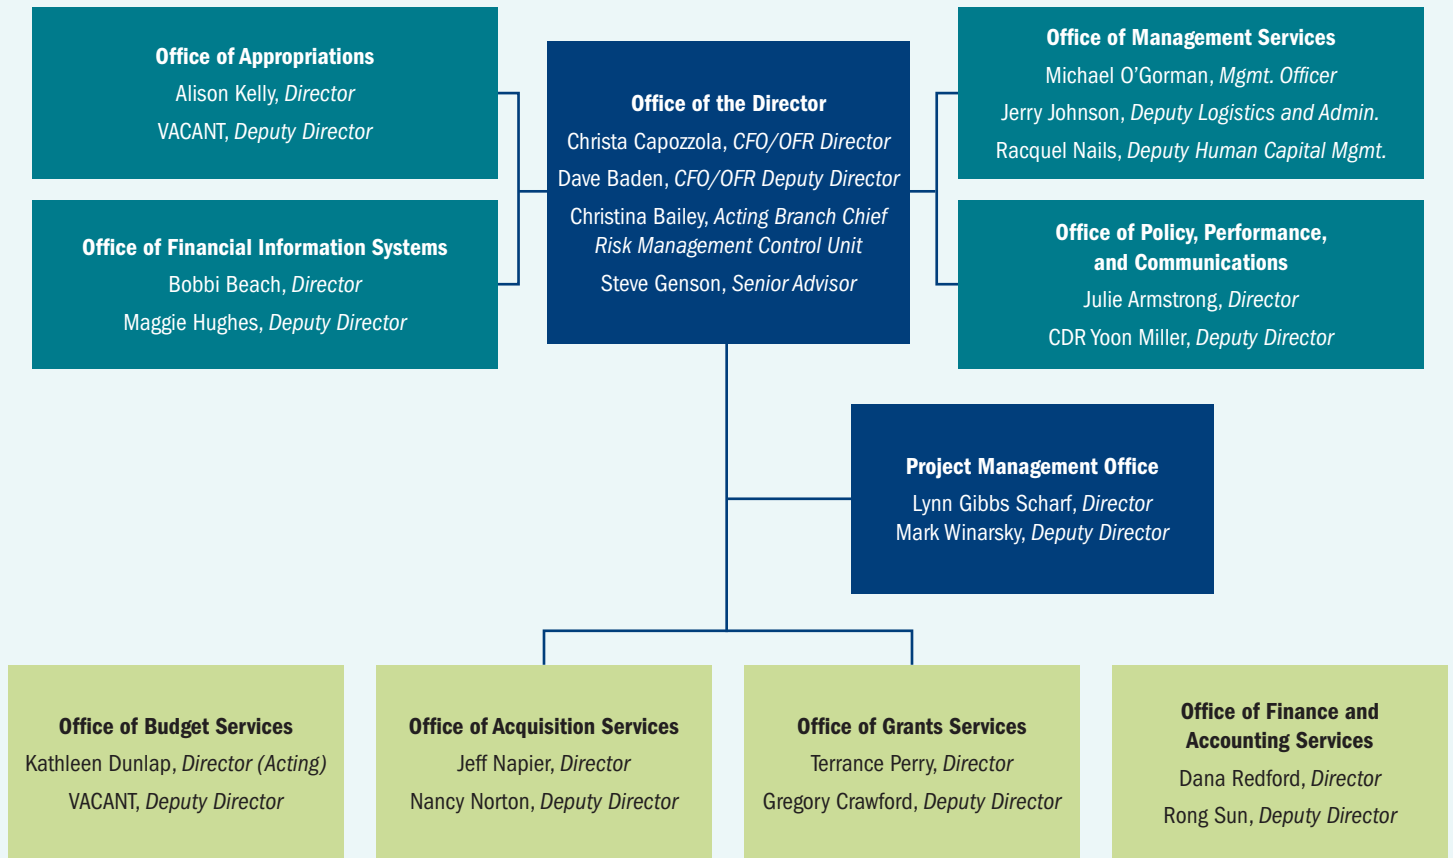 Office of Appropriations
Alison Kelly, Director
VACANT, Deputy Director
Office of Financial Information Systems
Bobbi Beach, Director
Maggie Hughes, Deputy Director
Office of the Director
Christa Capozzola, CFO/OFR Director
Dave Baden, CFO/OFR Deputy Director
Christina Bailey, Acting Branch Chief
Risk Management Control Unit
Steve Genson, Senior Advisor
Office of Management Services
Michael O’Gorman, Mgmt. Officer
Jerry Johnson, Deputy Logistics and Admin.
Racquel Nails, Deputy Human Capital Mgmt.
Office of Policy, Performance,
and Communications
Julie Armstrong, Director
CDR Yoon Miller, Deputy Director
Project Management Office
Lynn Gibbs Scharf, Director
Mark Winarsky, Deputy Director
Office of Budget Services
Kathleen Dunlap, Director (Acting)
VACANT, Deputy Director
Office of Acquisition Services
Jeff Napier, Director
Nancy Norton, Deputy Director
Office of Grants Services
Terrance Perry, Director
Gregory Crawford, Deputy Director
Office of Finance and
Accounting Services
Dana Redford, Director
Rong Sun, Deputy Director